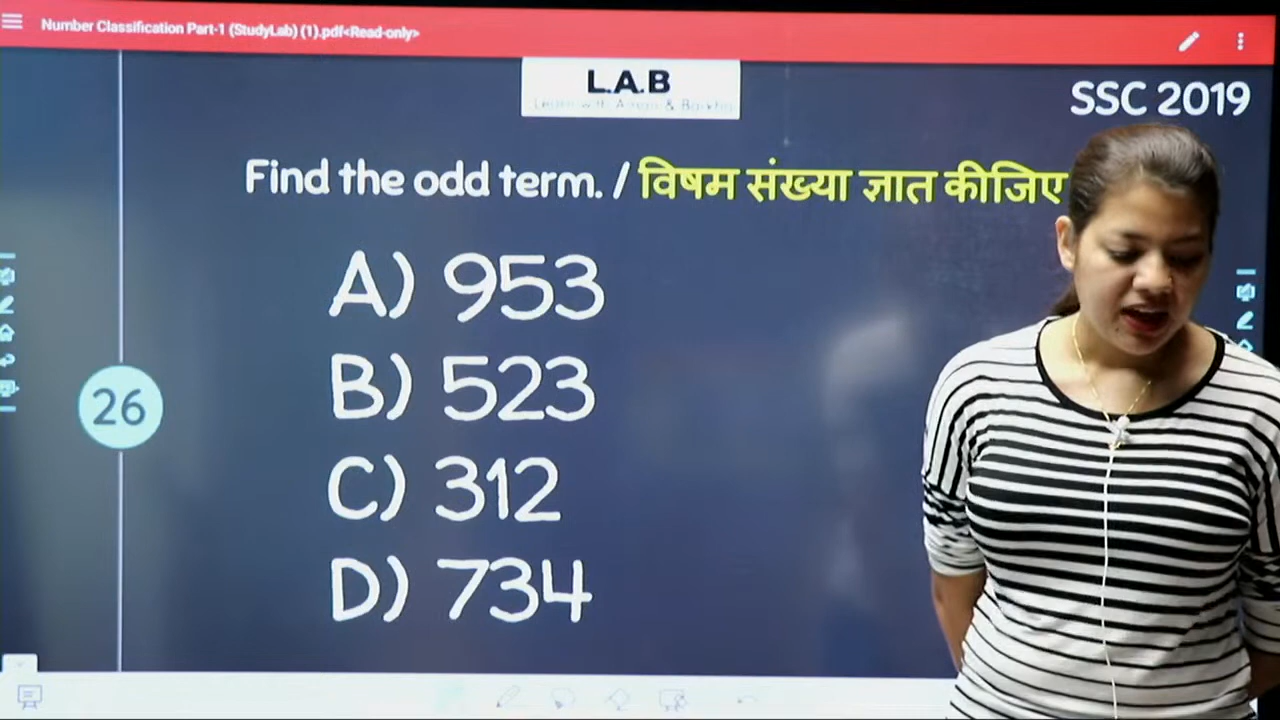 Number Classification Part-1 (StudyLab) (1).pdf<Read-only>
L.A.B
SSC 2019
Find the odd term. / विषम संख्या ज्ञात कीजिए
A) 953
B) 523
26
C) 312
D) 734